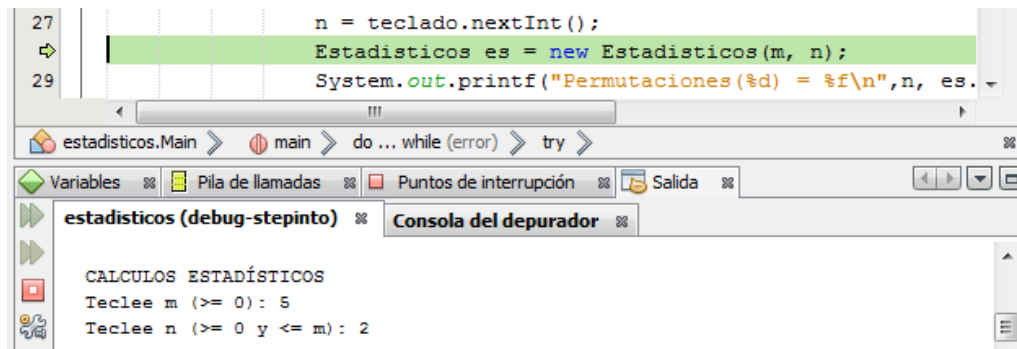 27 n = teclado.nextInt();
Estadisticos es = new Estadisticos(m, n);
29 System.out.printf("Permutaciones(%d) = %f\n",n, es.
estadisticos.Main main do ... while (error) try
Variables Pila de llamadas Puntos de interrupción Salida
estadisticos (debug-stepinto) Consola del depurador
CALCULOS ESTADÍSTICOS
Teclee m (>= 0): 5
Teclee n (>= 0 y <= m): 2